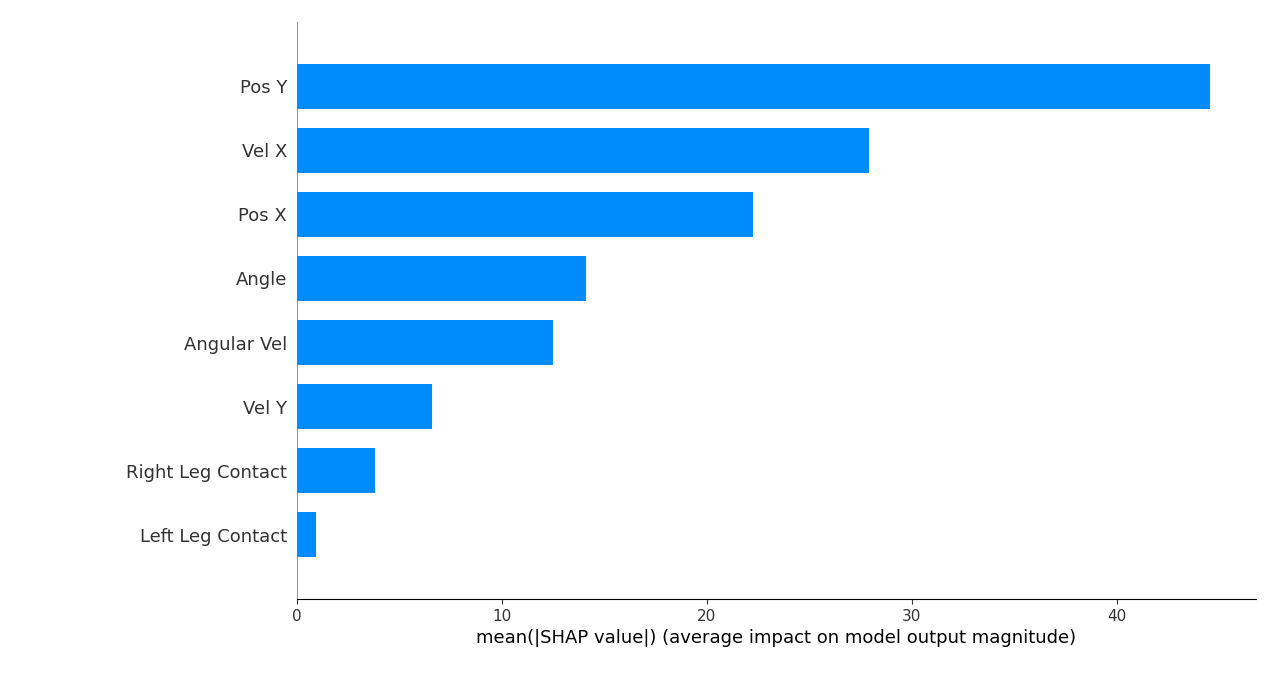 Pos Y
Vel X
Pos X
Angle
Angular Vel
Vel Y
Right Leg Contact
Left Leg Contact
0 10 20 30 40
mean(|SHAP value|) (average impact on model output magnitude)